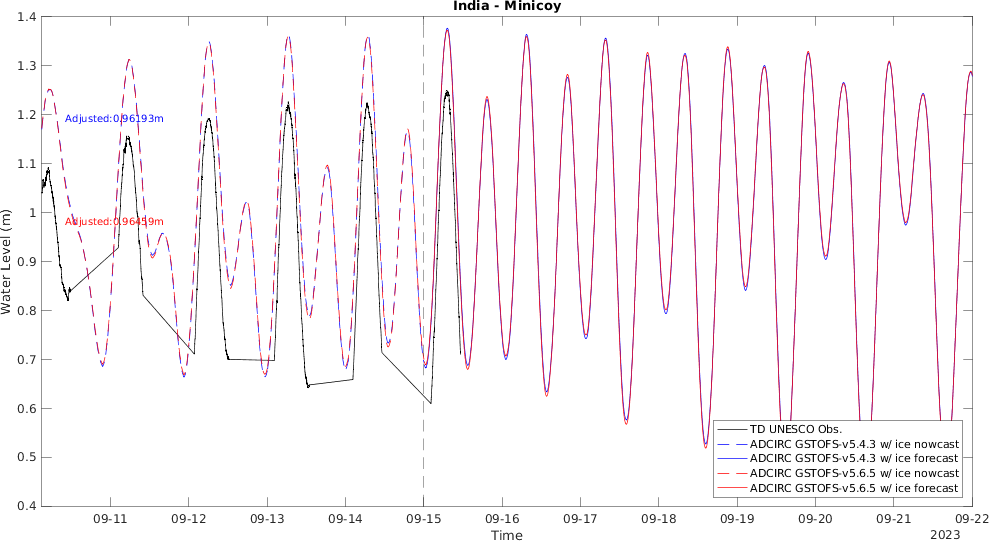 India - Minicoy
1.4
1.3
1.2
1.1
1
0.9
0.8
0.7
0.6
0.5
0.4
Water Level (m)
Adjusted:0.96193m
Adjusted:0.96459m
TD UNESCO Obs.
ADCIRC GSTOFS-v5.4.3 w/ ice nowcast
ADCIRC GSTOFS-v5.4.3 w/ ice forecast
ADCIRC GSTOFS-v5.6.5 w/ ice nowcast
ADCIRC GSTOFS-v5.6.5 w/ ice forecast
09-11 09-12 09-13 09-14 09-15 09-16 09-17 09-18 09-19 09-20 09-21 09-22
Time
2023